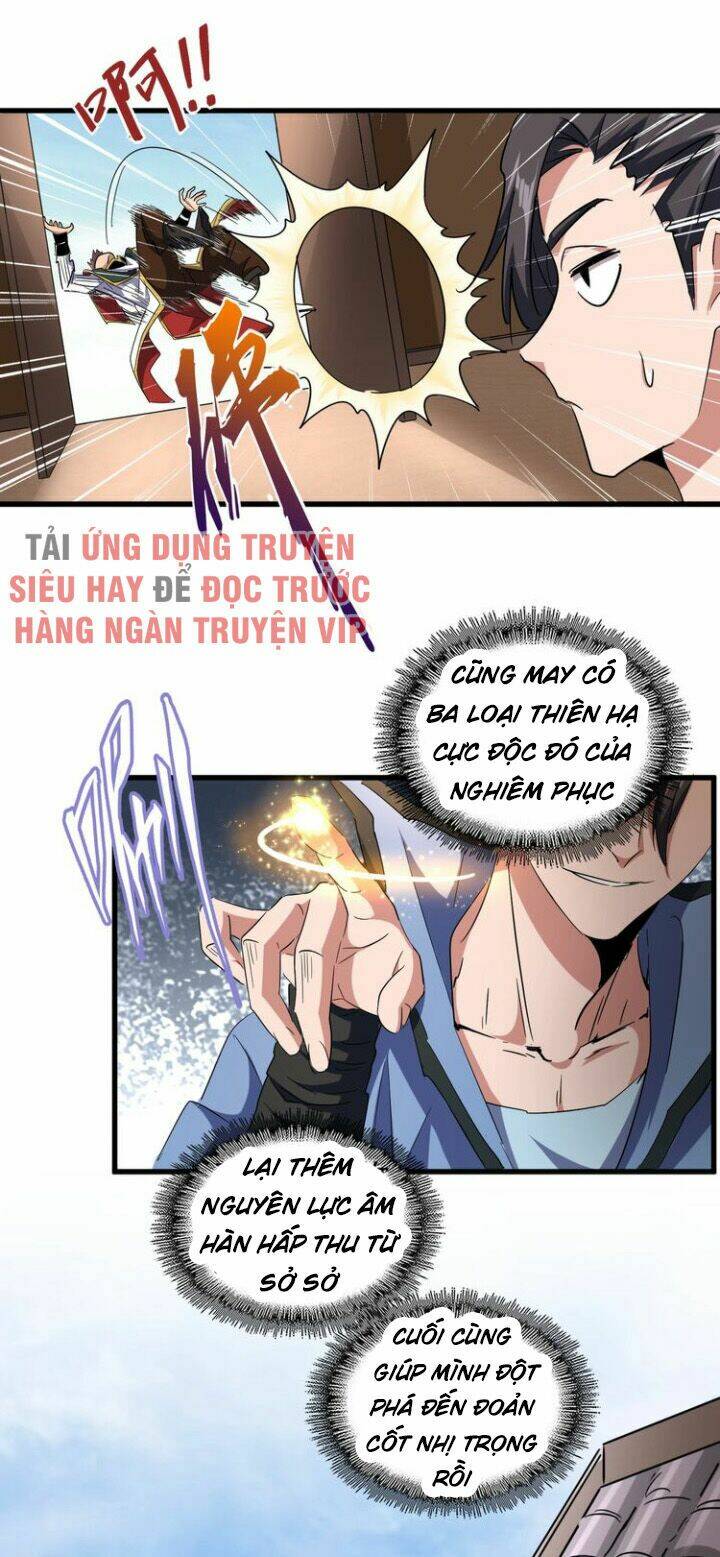 啊!!
TẢI ỨNG DỤNG TRUYỆN
SIÊU HAY ĐỂ ĐỌC TRƯỚC
HÀNG NGÀN TRUYỆN VIP
CŨNG MAY CÓ
BA LOẠI THIÊN HẠ
CỰC ĐỘC ĐÓ CỦA
NGHIÊM PHỤC
LẠI THÊM
NGUYÊN LỰC ÂM
HÀN HẤP THU TỪ
SỞ SỞ
CUỐI CÙNG
GIÚP MÌNH ĐỘT
PHÁ ĐẾN ĐOẢN
CỐT NHỊ TRỌNG
RỒI